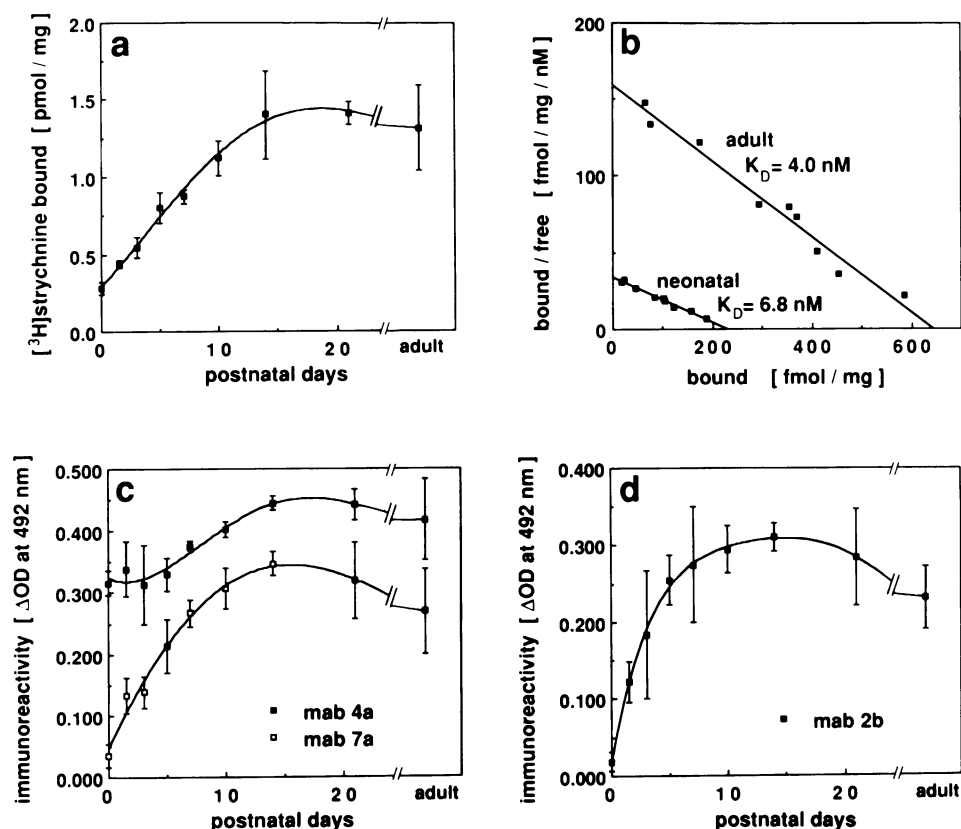 a
[³H]strychnine bound [ pmol / mg ]
2.0
1.5
1.0
0.5
0.0
0
10
20
adult
postnatal days
b
bound / free [ fmol / mg / nM ]
200
100
0
adult
K_D= 4.0 nM
neonatal
K_D= 6.8 nM
0
200
400
600
bound [ fmol / mg ]
c
immunoreactivity [ ΔOD at 492 nm ]
0.500
0.400
0.300
0.200
0.100
0.000
mab 4a
mab 7a
0
10
20
adult
postnatal days
d
immunoreactivity [ ΔOD at 492 nm ]
0.400
0.300
0.200
0.100
0.000
mab 2b
0
10
20
adult
postnatal days